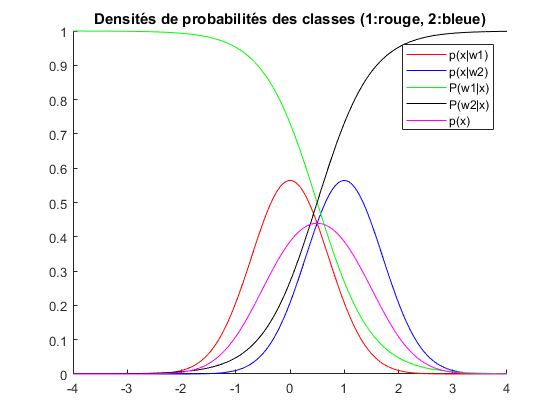 Densités de probabilités des classes (1:rouge, 2:bleue)
1
0.9
0.8
0.7
0.6
0.5
0.4
0.3
0.2
0.1
0
p(x|w1)
p(x|w2)
P(w1|x)
P(w2|x)
p(x)
-4 -3 -2 -1 0 1 2 3 4